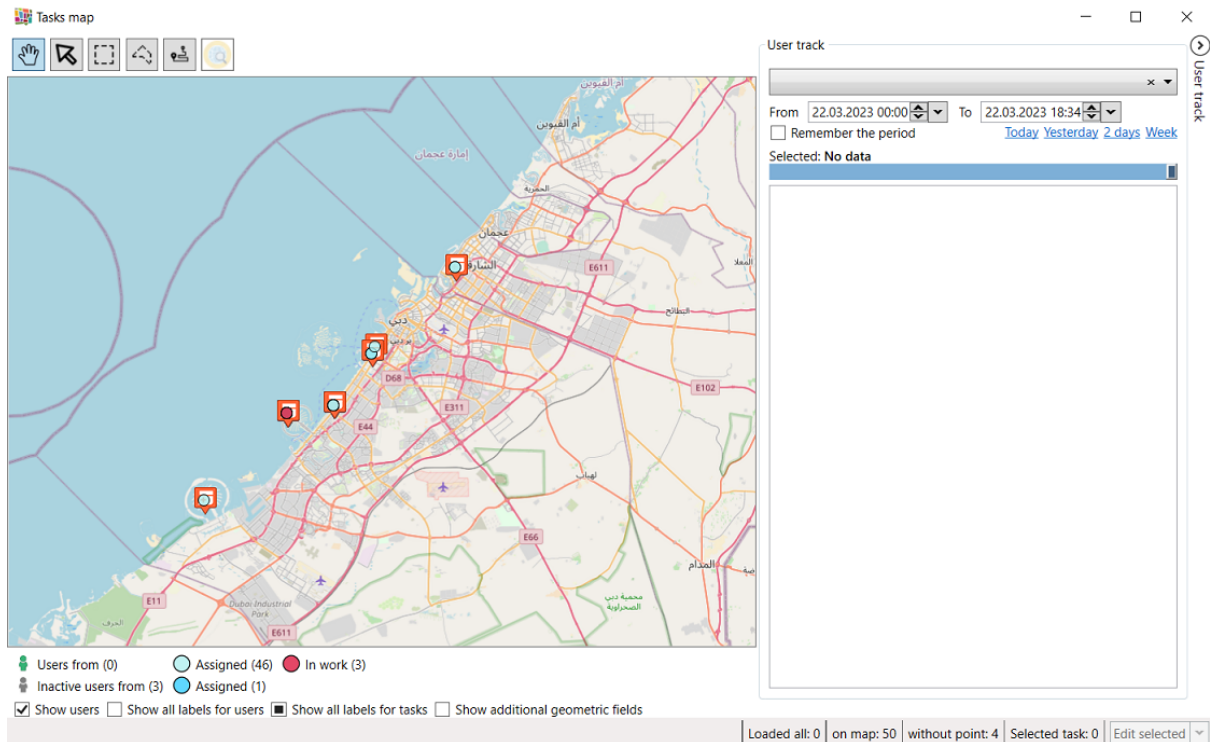 Tasks map
User track
User track
From 22.03.2023 00:00 To 22.03.2023 18:34
Remember the period Today Yesterday 2 days Week
Selected: No data
أم القيوين
أم القيوين
إمارة عجمان
الحمرية
عجمان
المعلا
E611
البطائح
دبي
بر دبي
D68
E102
E311
E44
لهباب
E66
المدام
محمية دبي
الصحراوية
E11
Dubai Industrial
Park
E611
Users from (0) Assigned (46) In work (3)
Inactive users from (3) Assigned (1)
Show users Show all labels for users Show all labels for tasks Show additional geometric fields
Loaded all: 0 on map: 50 without point: 4 Selected task: 0 Edit selected